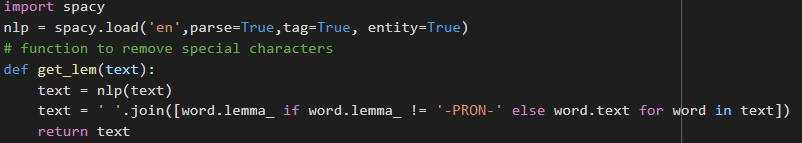 import spacy
nlp = spacy.load('en',parse=True,tag=True, entity=True)
# function to remove special characters
def get_lem(text):
    text = nlp(text)
    text = ' '.join([word.lemma_ if word.lemma_ != '-PRON-' else word.text for word in text])
    return text